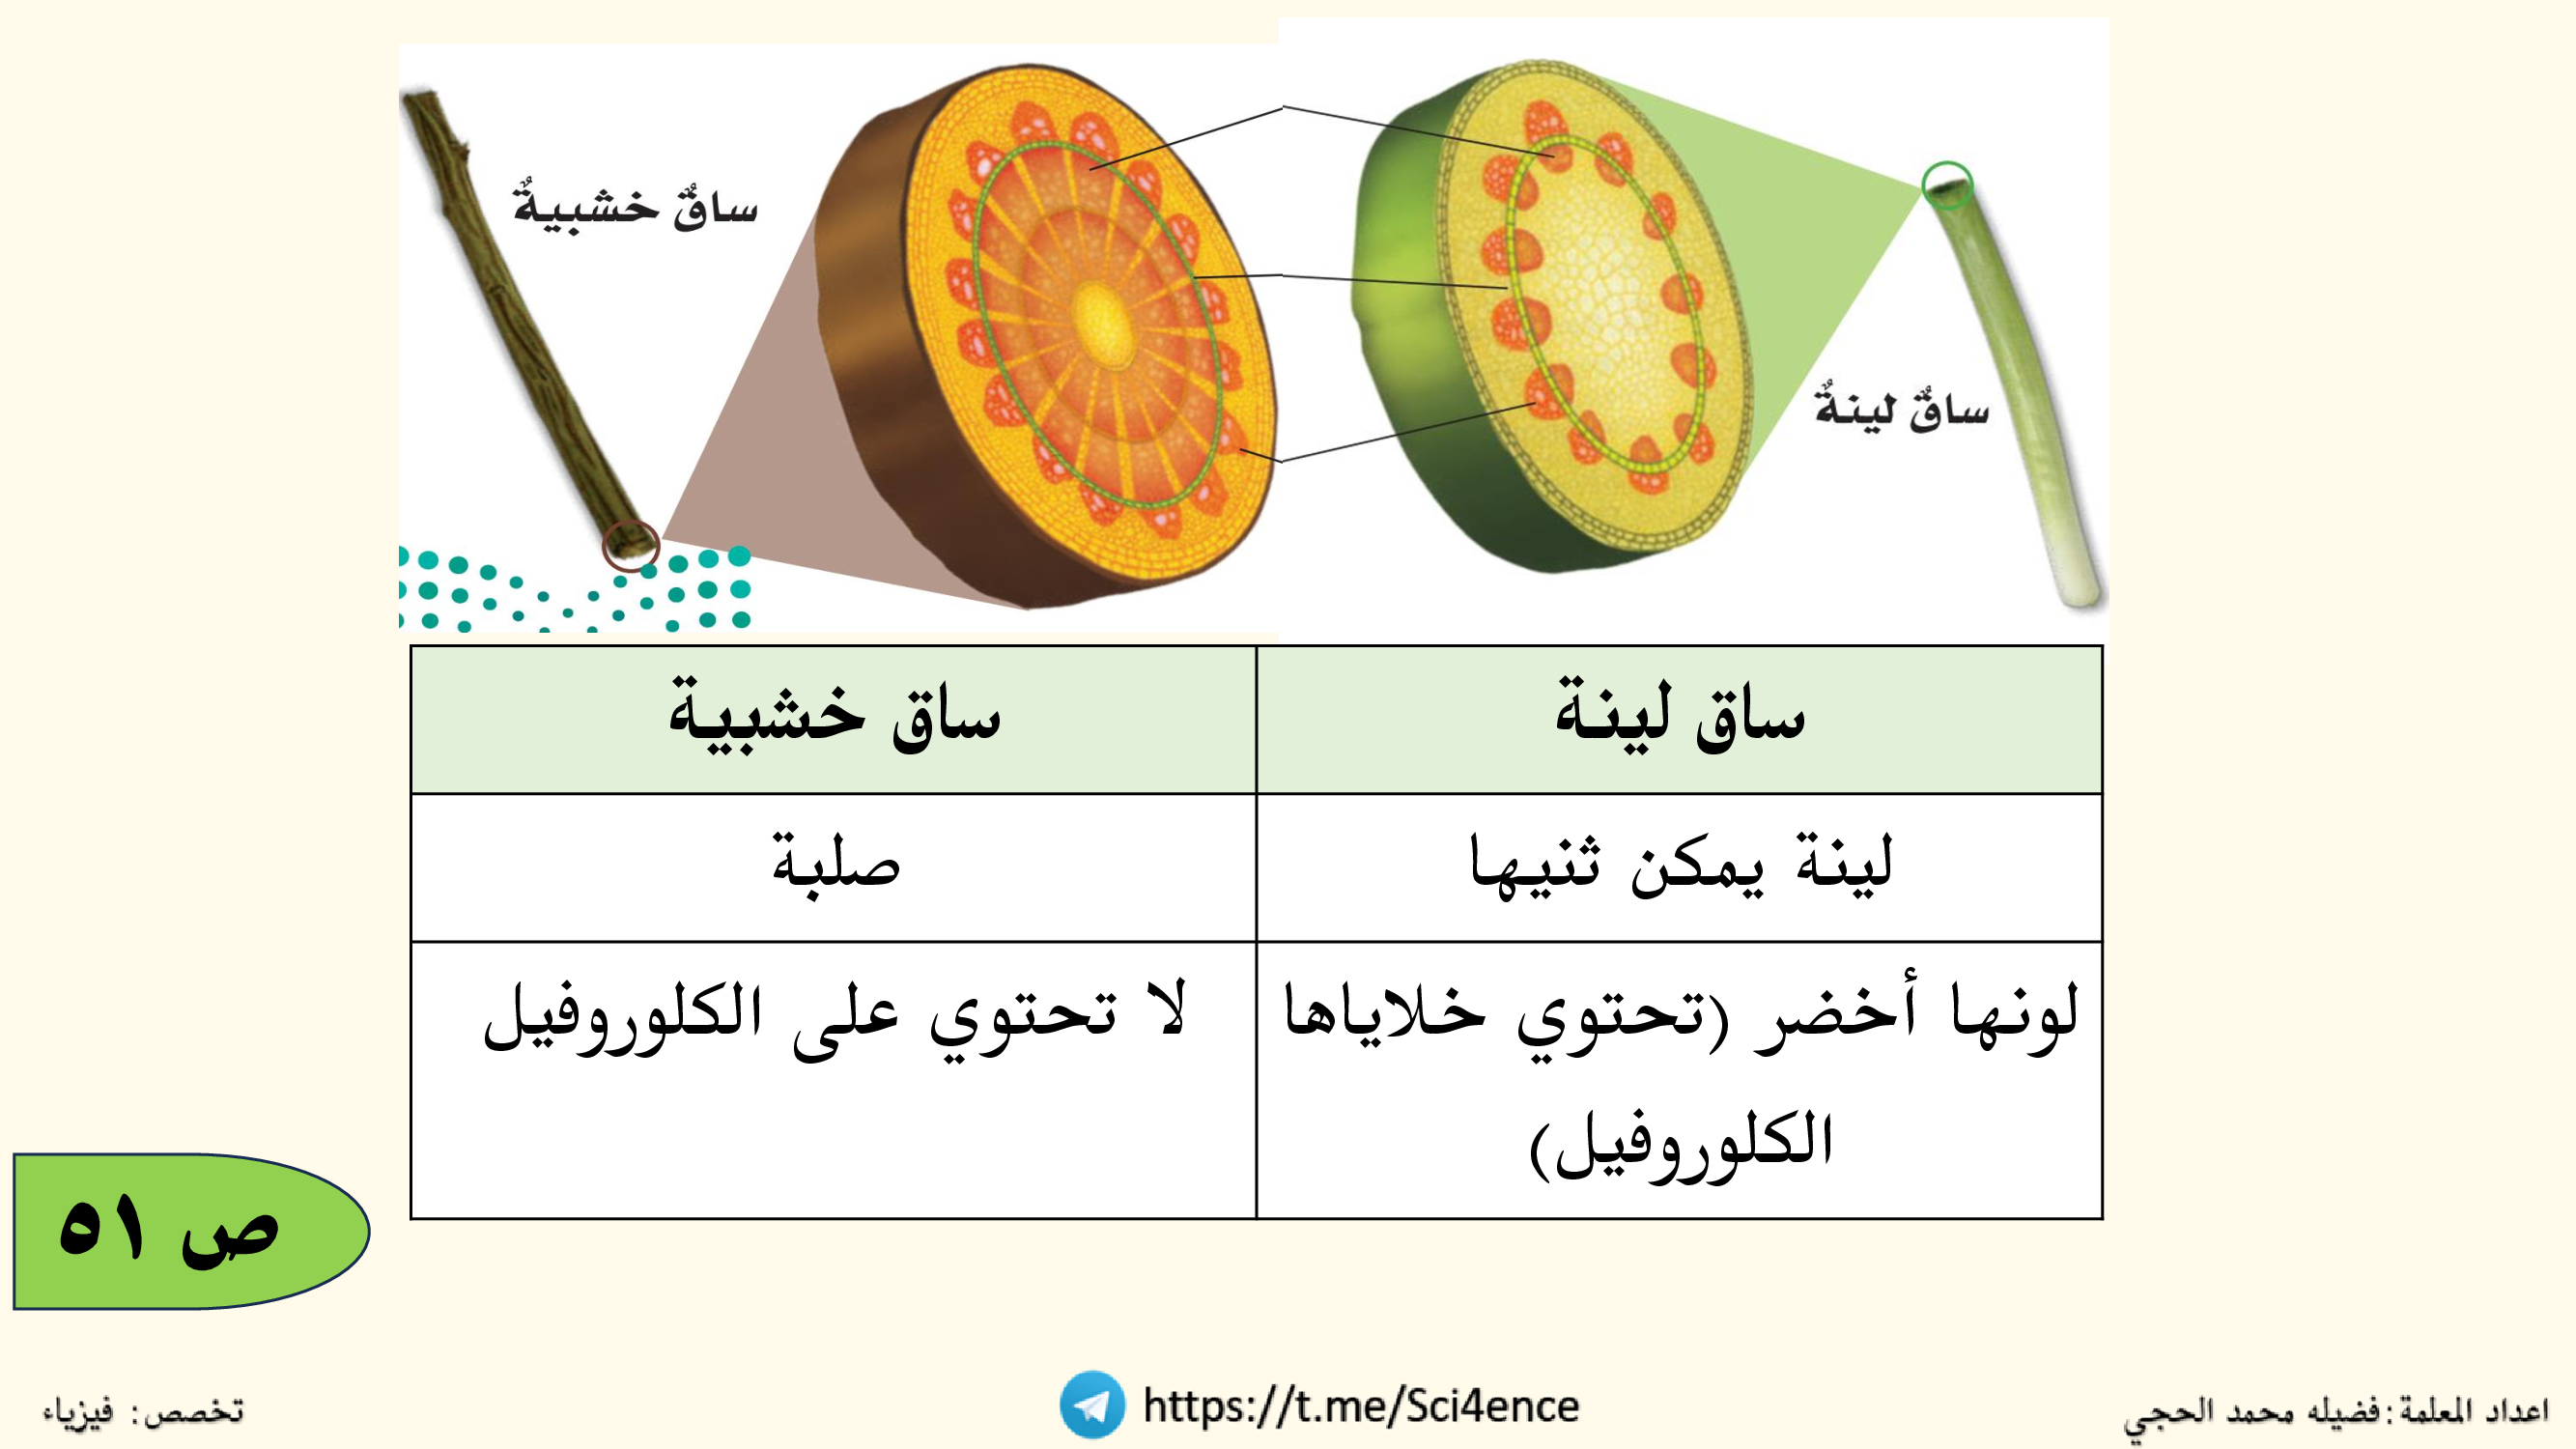 ساقٌ خشبيةٌ
ساقٌ لينةٌ
ساق لينة
ساق خشبية
لينة يمكن ثنيها
صلبة
لونها أخضر (تحتوي خلاياها
الكلوروفيل)
لا تحتوي على الكلوروفيل
ص ٥١
اعداد المعلمة: فضيله محمد الحجي
https://t.me/Sci4ence
تخصص: فيزياء